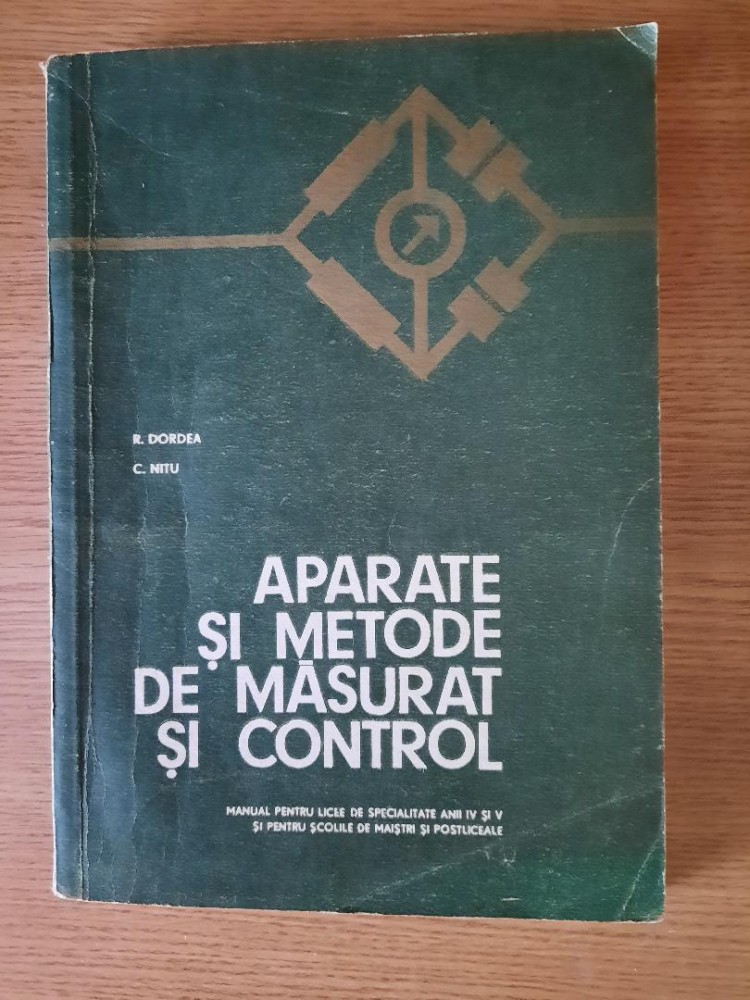 R. DORDEA
C. NITU
APARATE
ȘI METODE
DE MĂSURAT
ȘI CONTROL
MANUAL PENTRU LICEE DE SPECIALITATE ANII IV ȘI V
ȘI PENTRU ȘCOLILE DE MAIȘTRI ȘI POSTLICEALE